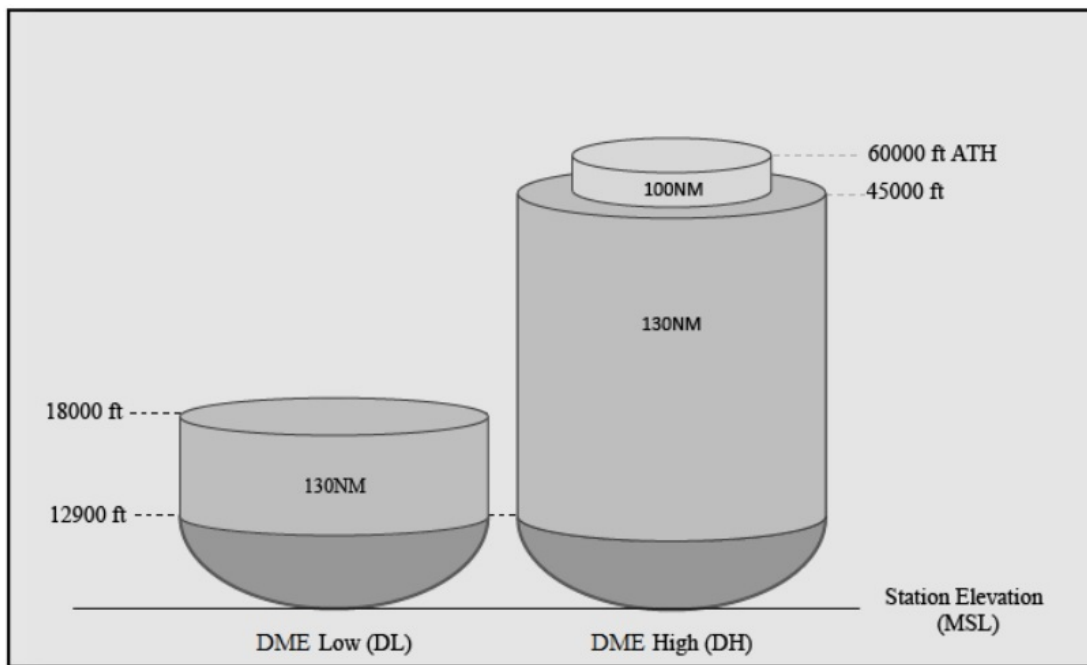 60000 ft ATH
100NM
45000 ft
130NM
18000 ft
130NM
12900 ft
Station Elevation
(MSL)
DME Low (DL)
DME High (DH)